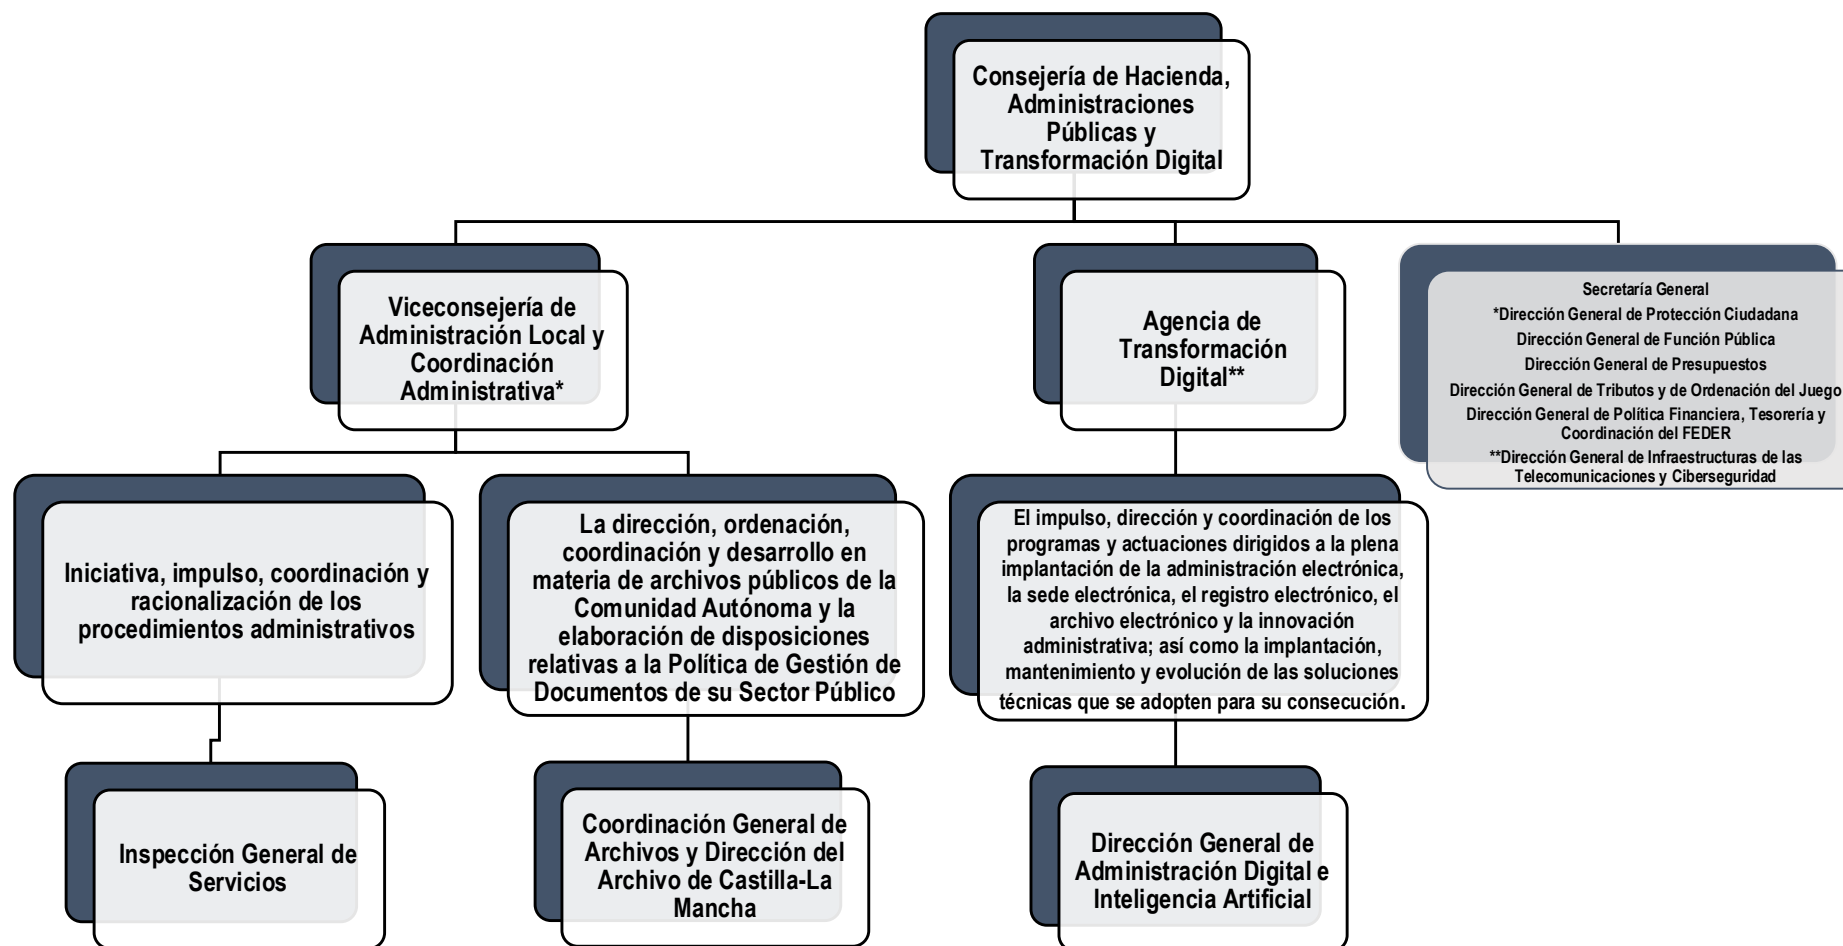 Consejería de Hacienda,
Administraciones
Públicas y
Transformación Digital
Viceconsejería de
Administración Local y
Coordinación
Administrativa*
Agencia de
Transformación
Digital**
Secretaría General
*Dirección General de Protección Ciudadana
Dirección General de Función Pública
Dirección General de Presupuestos
Dirección General de Tributos y de Ordenación del Juego
Dirección General de Política Financiera, Tesorería y
Coordinación del FEDER
**Dirección General de Infraestructuras de las
Telecomunicaciones y Ciberseguridad
Iniciativa, impulso, coordinación y
racionalización de los
procedimientos administrativos
La dirección, ordenación,
coordinación y desarrollo en
materia de archivos públicos de la
Comunidad Autónoma y la
elaboración de disposiciones
relativas a la Política de Gestión de
Documentos de su Sector Público
El impulso, dirección y coordinación de los
programas y actuaciones dirigidos a la plena
implantación de la administración electrónica,
la sede electrónica, el registro electrónico, el
archivo electrónico y la innovación
administrativa; así como la implantación,
mantenimiento y evolución de las soluciones
técnicas que se adopten para su consecución.
Inspección General de
Servicios
Coordinación General de
Archivos y Dirección del
Archivo de Castilla-La
Mancha
Dirección General de
Administración Digital e
Inteligencia Artificial